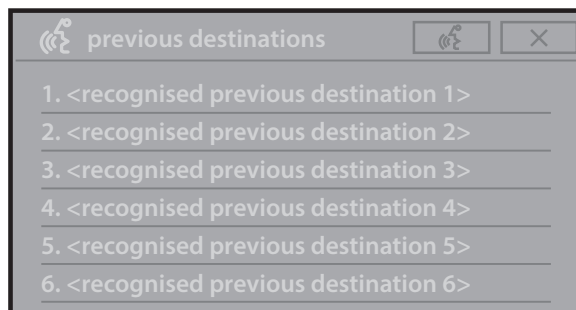 previous destinations
1. <recognised previous destination 1>
2. <recognised previous destination 2>
3. <recognised previous destination 3>
4. <recognised previous destination 4>
5. <recognised previous destination 5>
6. <recognised previous destination 6>